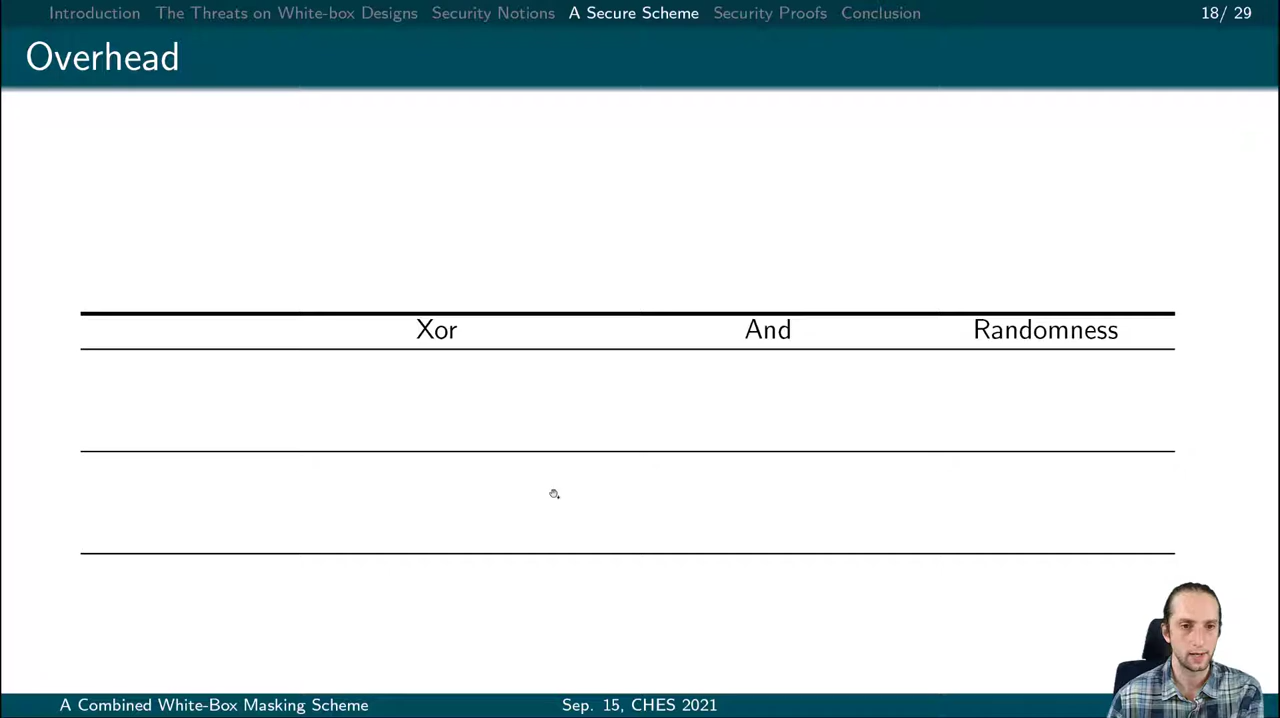 Introduction The Threats on White-box Designs Security Notions A Secure Scheme Security Proofs Conclusion 18/ 29
Overhead
Xor And Randomness
A Combined White-Box Masking Scheme Sep. 15, CHES 2021